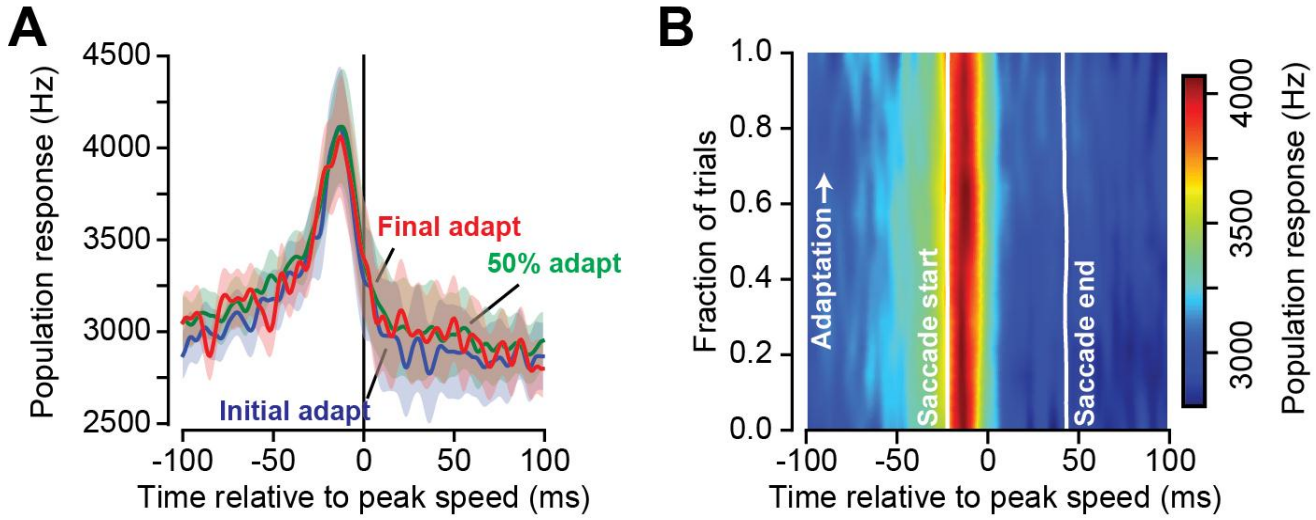 A
Population response (Hz)
4500
4000
3500
3000
2500
Final adapt
50% adapt
Initial adapt
-100
-50
0
50
100
Time relative to peak speed (ms)
B
Fraction of trials
1.0
0.8
0.6
0.4
0.2
0.0
Adaptation→
Saccade start
Saccade end
-100
-50
0
50
100
Time relative to peak speed (ms)
4000
3500
3000
Population response (Hz)